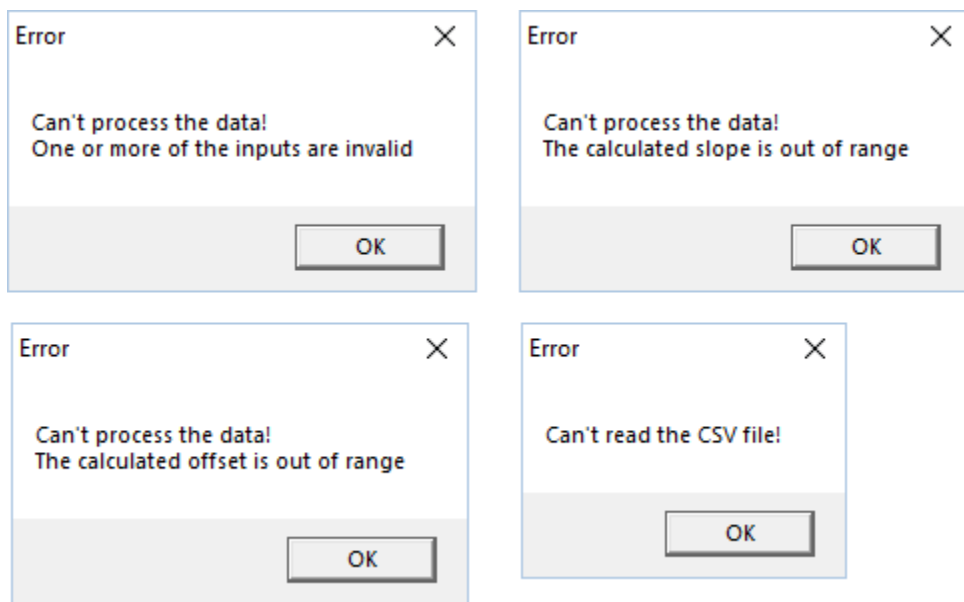 Error
Can't process the data!
One or more of the inputs are invalid
OK
Error
Can't process the data!
The calculated slope is out of range
OK
Error
Can't process the data!
The calculated offset is out of range
OK
Error
Can't read the CSV file!
OK